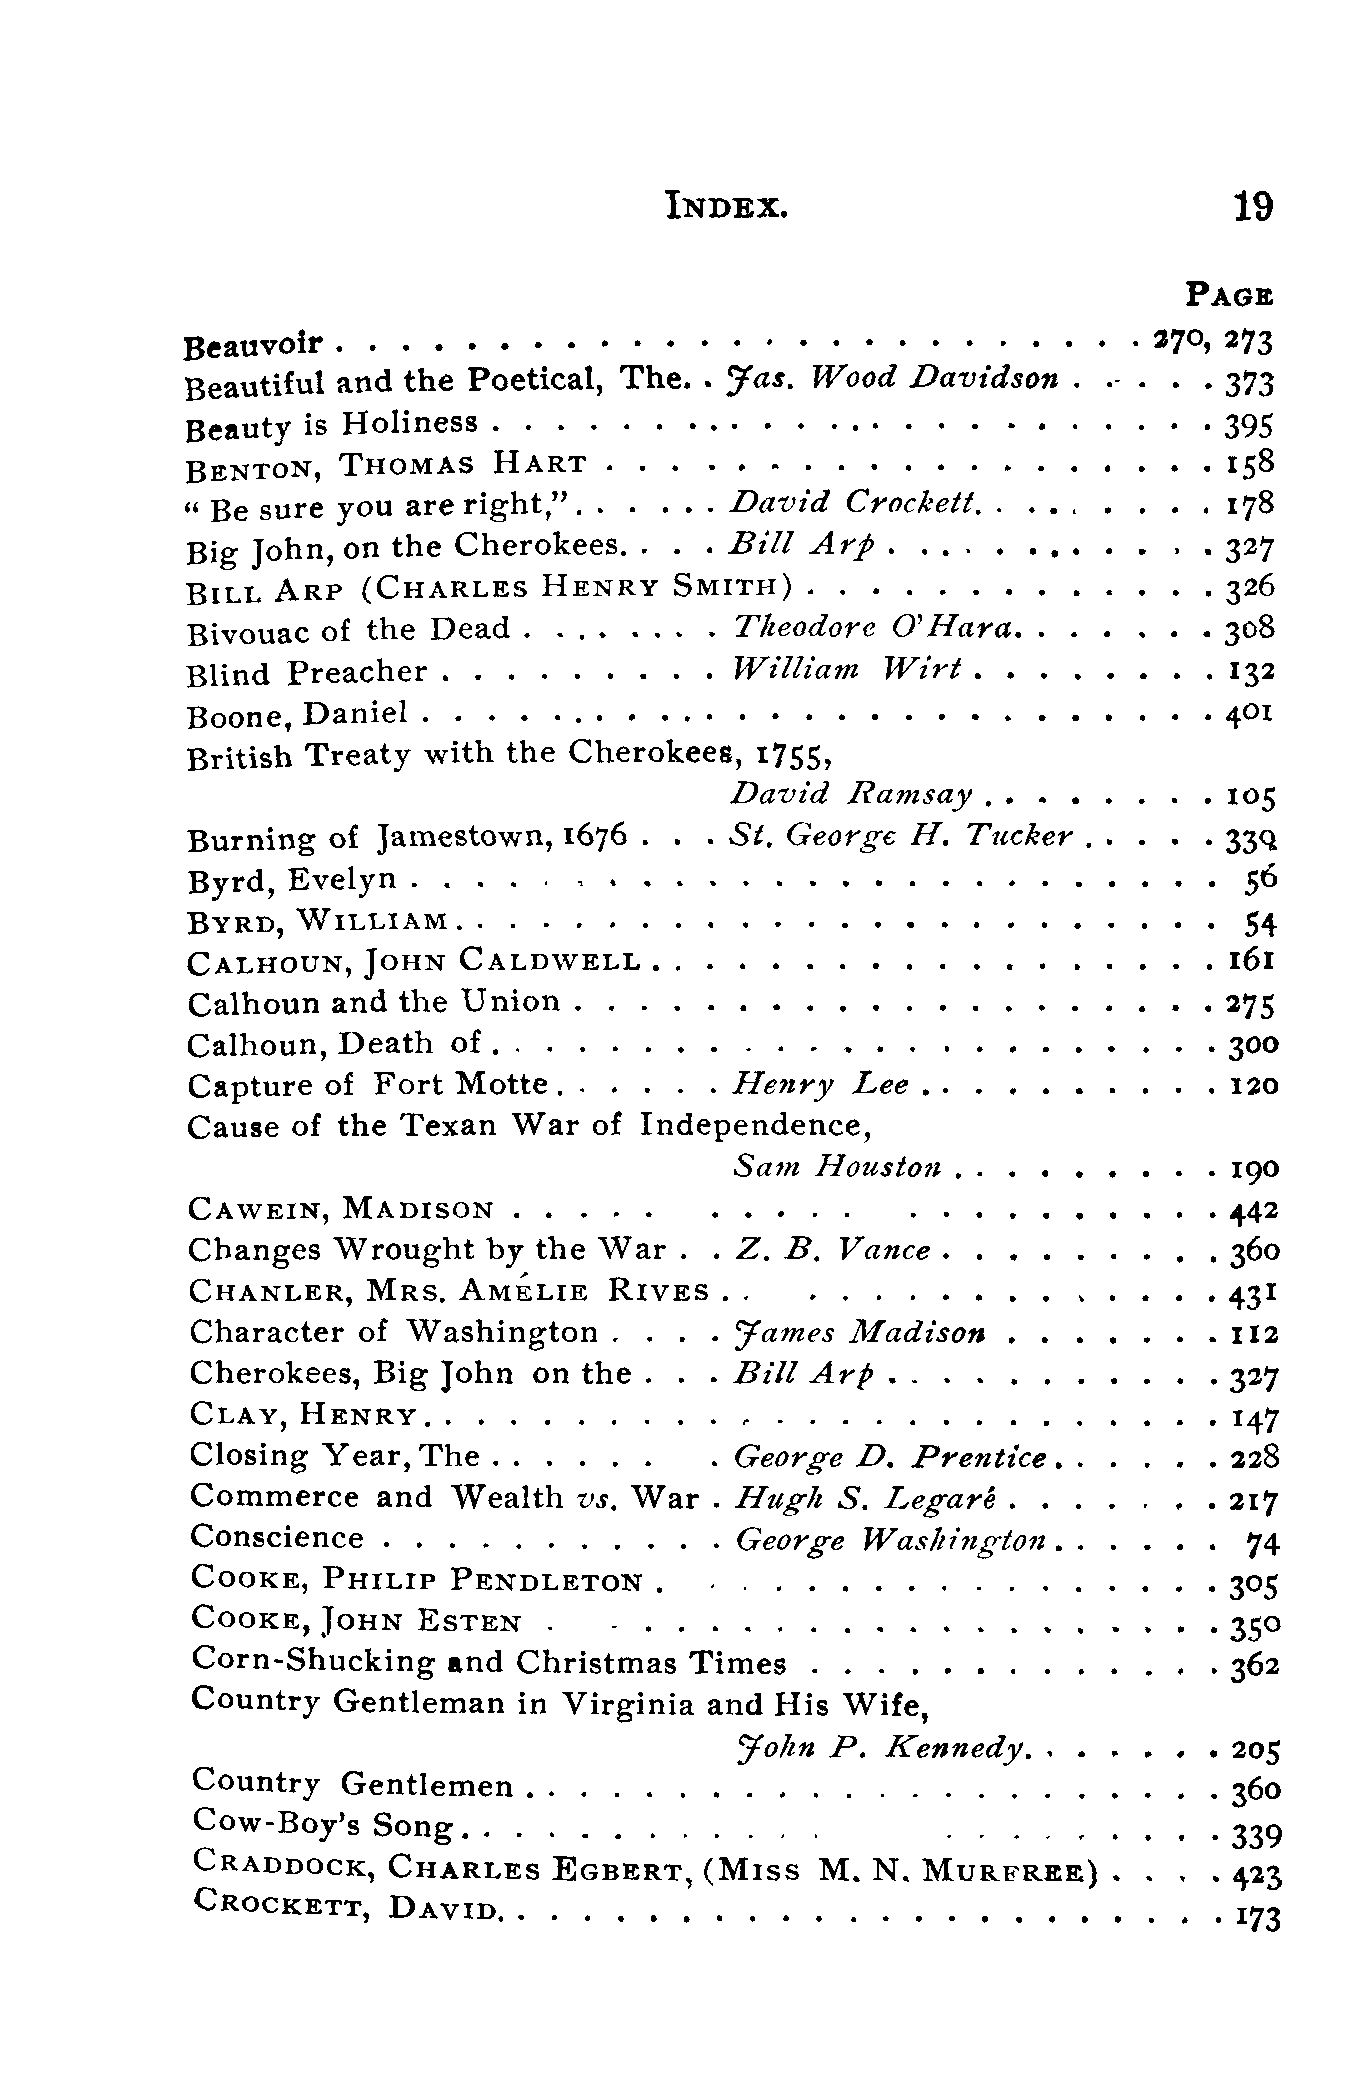 INDEX. 19
PAGE
Beauvoir . . . . . . . . . . . . . . . . . . . . . . . . . 270, 273
Beautiful and the Poetical, The. . Jas. Wood Davidson . . . . . 373
Beauty is Holiness . . . . . . . . . . . . . . . . . . . . . . 395
BENTON, THOMAS HART . . . . . . . . . . . . . . . . . . . 158
“ Be sure you are right,”. . . . . . David Crockett. . . . . . . . . 178
Big John, on the Cherokees. . . . Bill Arp . . . . . . . . . . . . 327
BILL ARP (CHARLES HENRY SMITH) . . . . . . . . . . . . . 326
Bivouac of the Dead . . . . . . . . Theodore O’Hara. . . . . . . 308
Blind Preacher . . . . . . . . . William Wirt . . . . . . . . 132
Boone, Daniel . . . . . . . . . . . . . . . . . . . . . . . . 401
British Treaty with the Cherokees, 1755,
David Ramsay . . . . . . . . 105
Burning of Jamestown, 1676 . . . St. George H. Tucker . . . . . 339
Byrd, Evelyn . . . . . . . . . . . . . . . . . . . . . . . . . 56
BYRD, WILLIAM. . . . . . . . . . . . . . . . . . . . . . . . 54
CALHOUN, JOHN CALDWELL . . . . . . . . . . . . . . . . . . 161
Calhoun and the Union . . . . . . . . . . . . . . . . . . . . 275
Calhoun, Death of . . . . . . . . . . . . . . . . . . . . . . . 300
Capture of Fort Motte . . . . . . Henry Lee . . . . . . . . . . 120
Cause of the Texan War of Independence,
Sam Houston . . . . . . . . . 190
CAWEIN, MADISON . . . . . . . . . . . . . . . . . . . . 442
Changes Wrought by the War . . Z. B. Vance . . . . . . . . . 360
CHANLER, MRS. AMÉLIE RIVES . . . . . . . . . . . . . . . 431
Character of Washington . . . . James Madison . . . . . . . 112
Cherokees, Big John on the . . . Bill Arp . . . . . . . . . . . 327
CLAY, HENRY. . . . . . . . . . . . . . . . . . . . . . . . . 147
Closing Year, The . . . . . . . George D. Prentice . . . . . . 228
Commerce and Wealth vs. War . Hugh S. Legaré . . . . . . . 217
Conscience . . . . . . . . . . . George Washington . . . . . . 74
COOKE, PHILIP PENDLETON . . . . . . . . . . . . . . . . . 305
COOKE, JOHN ESTEN . . . . . . . . . . . . . . . . . . . . 350
Corn-Shucking and Christmas Times . . . . . . . . . . . . . 362
Country Gentleman in Virginia and His Wife,
John P. Kennedy. . . . . . . 205
Country Gentlemen . . . . . . . . . . . . . . . . . . . . . . 360
Cow-Boy’s Song . . . . . . . . . . . . . . . . . . . . . . 339
CRADDOCK, CHARLES EGBERT, (MISS M. N. MURFREE) . . . . 423
CROCKETT, DAVID. . . . . . . . . . . . . . . . . . . . . . . 173